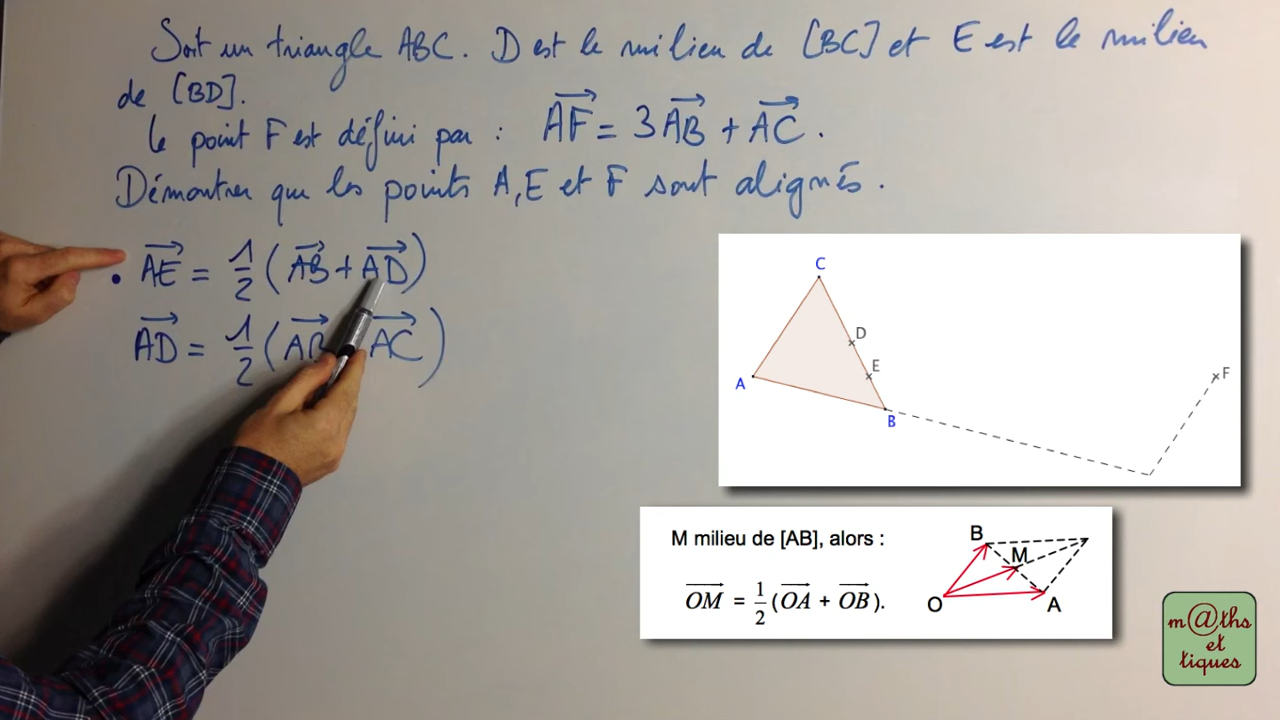 Soit un triangle ABC. D est le milieu de [BC] et E est le milieu
de [BD].
le point F est défini par : AF⃗ = 3AB⃗ + AC⃗.
Démontrer que les points A, E et F sont alignés.
• AE⃗ = 1/2 (AB⃗ + AD⃗)
AD⃗ = 1/2 (AB⃗ AC⃗)
C
D
E
A
B
F
M milieu de [AB], alors :
OM⃗ = 1/2 (OA⃗ + OB⃗).
B
M
O
A
m@ths
et
tiques